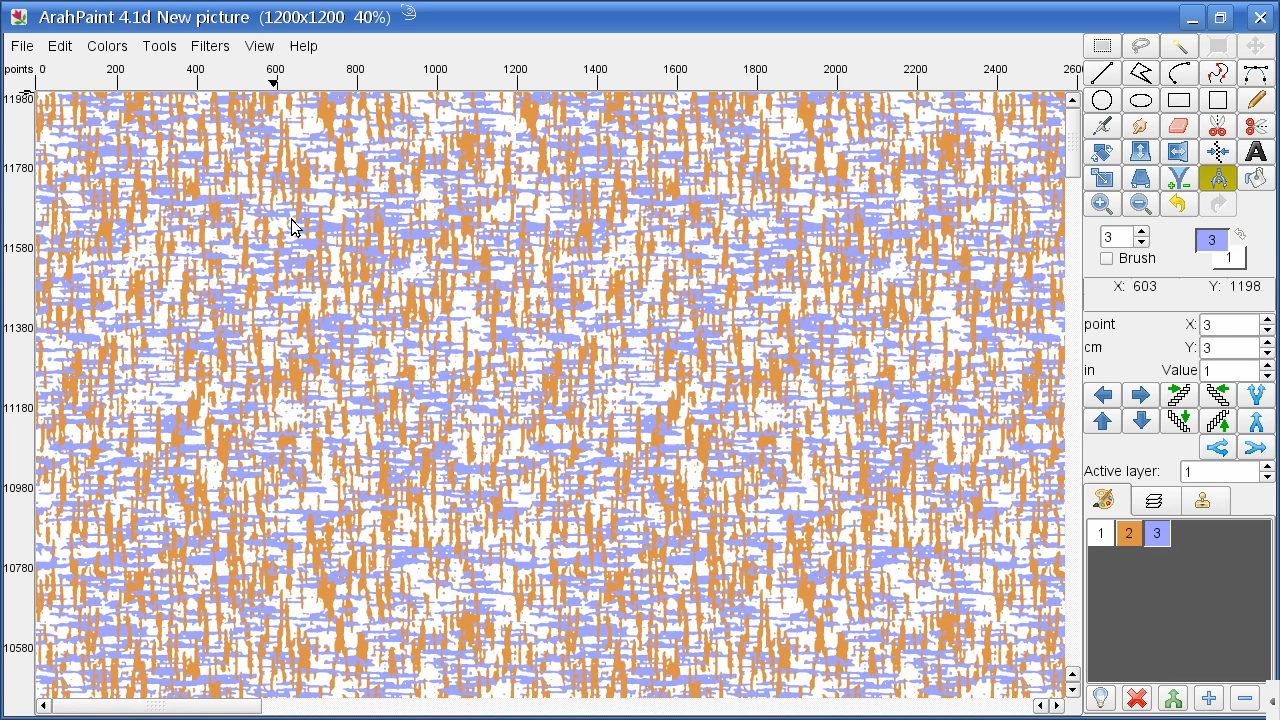 ArahPaint 4.1d New picture (1200x1200 40%)
File Edit Colors Tools Filters View Help
points 0 200 400 600 800 1000 1200 1400 1600 1800 2000 2200 2400 2600
11980
11780
11580
11380
11180
10980
10780
10580
A
3 3
Brush 1
X: 603 Y: 1198
point X: 3
cm Y: 3
in Value 1
Active layer: 1
1 2 3